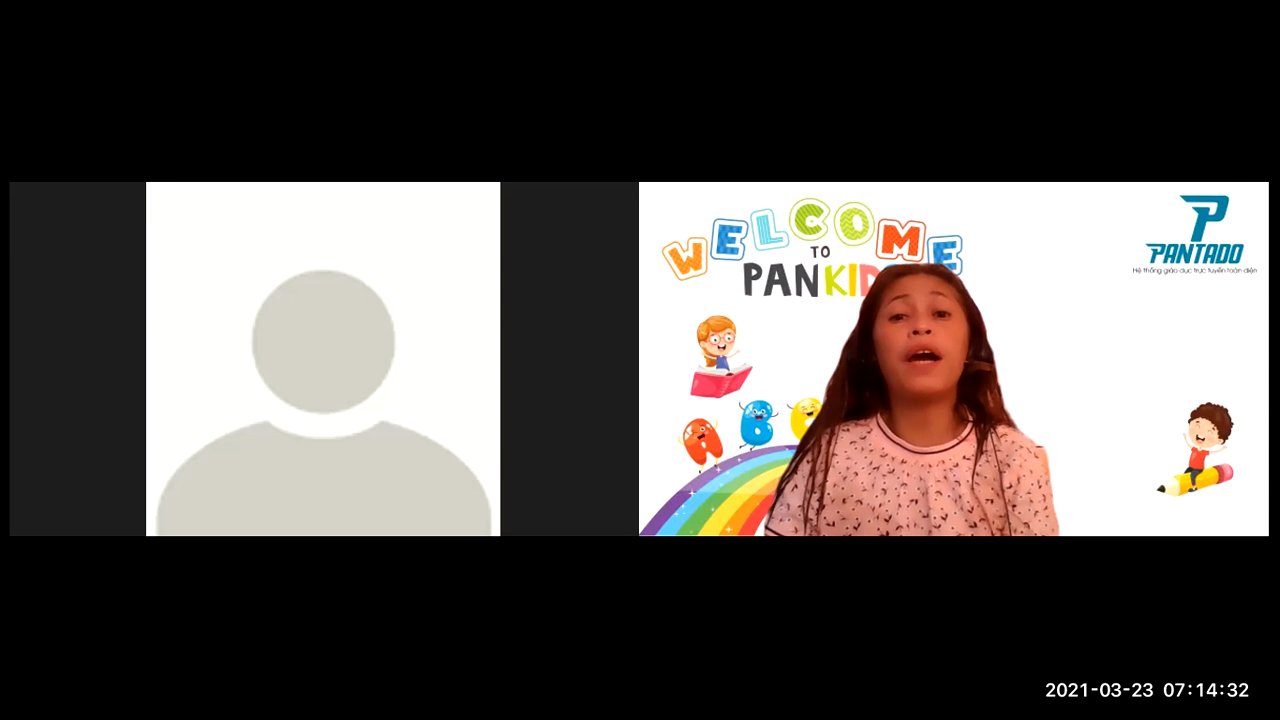 WELCOME
TO
PANKID
PANTADO
Hệ thống giáo dục trực tuyến toàn diện
A B C
2021-03-23 07:14:32